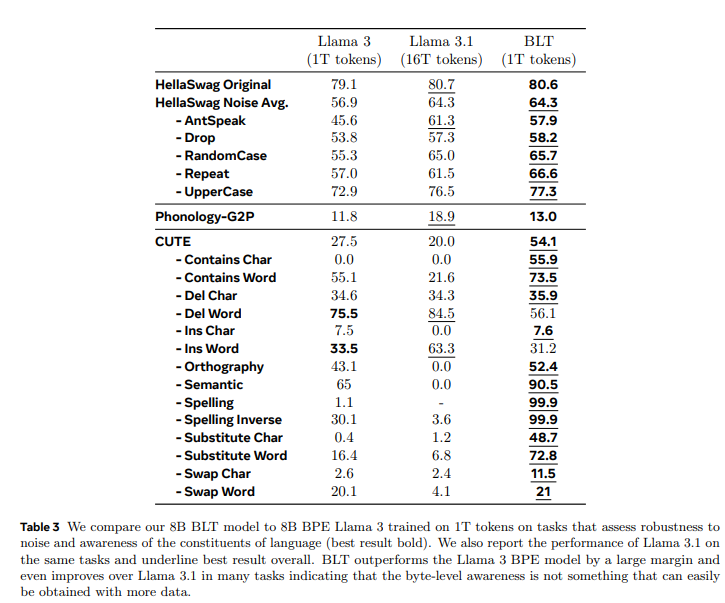 Llama 3 Llama 3.1 BLT
(1T tokens) (16T tokens) (1T tokens)
HellaSwag Original 79.1 80.7 80.6
HellaSwag Noise Avg. 56.9 64.3 64.3
- AntSpeak 45.6 61.3 57.9
- Drop 53.8 57.3 58.2
- RandomCase 55.3 65.0 65.7
- Repeat 57.0 61.5 66.6
- UpperCase 72.9 76.5 77.3
Phonology-G2P 11.8 18.9 13.0
CUTE 27.5 20.0 54.1
- Contains Char 0.0 0.0 55.9
- Contains Word 55.1 21.6 73.5
- Del Char 34.6 34.3 35.9
- Del Word 75.5 84.5 56.1
- Ins Char 7.5 0.0 7.6
- Ins Word 33.5 63.3 31.2
- Orthography 43.1 0.0 52.4
- Semantic 65 0.0 90.5
- Spelling 1.1 - 99.9
- Spelling Inverse 30.1 3.6 99.9
- Substitute Char 0.4 1.2 48.7
- Substitute Word 16.4 6.8 72.8
- Swap Char 2.6 2.4 11.5
- Swap Word 20.1 4.1 21
Table 3 We compare our 8B BLT model to 8B BPE Llama 3 trained on 1T tokens on tasks that assess robustness to
noise and awareness of the constituents of language (best result bold). We also report the performance of Llama 3.1 on
the same tasks and underline best result overall. BLT outperforms the Llama 3 BPE model by a large margin and
even improves over Llama 3.1 in many tasks indicating that the byte-level awareness is not something that can easily
be obtained with more data.